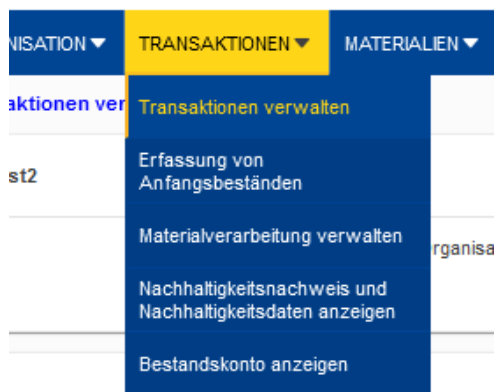 NISATION TRANSAKTIONEN MATERIALIEN
aktionen ver
Transaktionen verwalten
st2
Erfassung von
Anfangsbeständen
Materialverarbeitung verwalten
rganisa
Nachhaltigkeitsnachweis und
Nachhaltigkeitsdaten anzeigen
Bestandskonto anzeigen